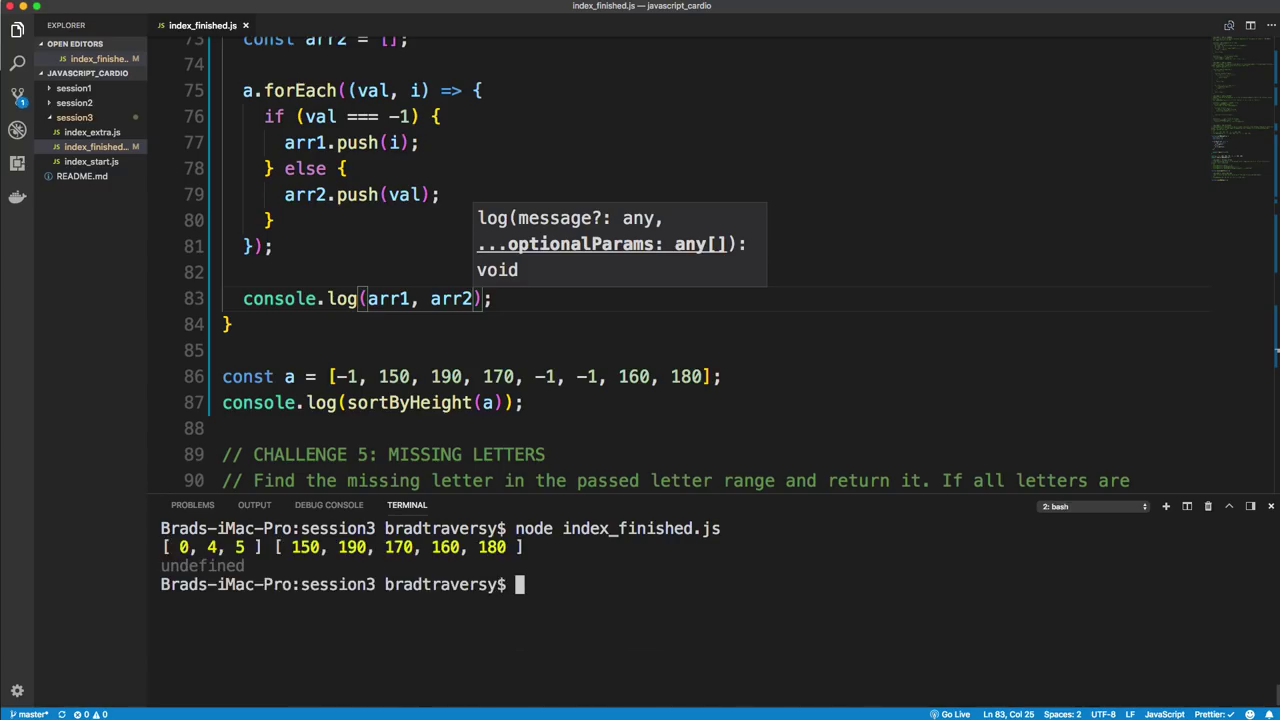 index_finished.js — javascript_cardio
EXPLORER
index_finished.js ×
OPEN EDITORS
index_finishe... M
JAVASCRIPT_CARDIO
session1
session2
session3
index_extra.js
index_finished... M
index_start.js
README.md
1
73 const arr2 = [];
74
75 a.forEach((val, i) => {
76 if (val === -1) {
77 arr1.push(i);
78 } else {
79 arr2.push(val);
80 }
81 });
82
log(message?: any,
...optionalParams: any[]):
void
83 console.log(arr1, arr2);
84 }
85
86 const a = [-1, 150, 190, 170, -1, -1, 160, 180];
87 console.log(sortByHeight(a));
88
89 // CHALLENGE 5: MISSING LETTERS
90 // Find the missing letter in the passed letter range and return it. If all letters are
PROBLEMS OUTPUT DEBUG CONSOLE TERMINAL 2: bash
Brads-iMac-Pro:session3 bradtraversy$ node index_finished.js
[ 0, 4, 5 ] [ 150, 190, 170, 160, 180 ]
undefined
Brads-iMac-Pro:session3 bradtraversy$
master* 0 0 Go Live Ln 83, Col 25 Spaces: 2 UTF-8 LF JavaScript Prettier: ✓